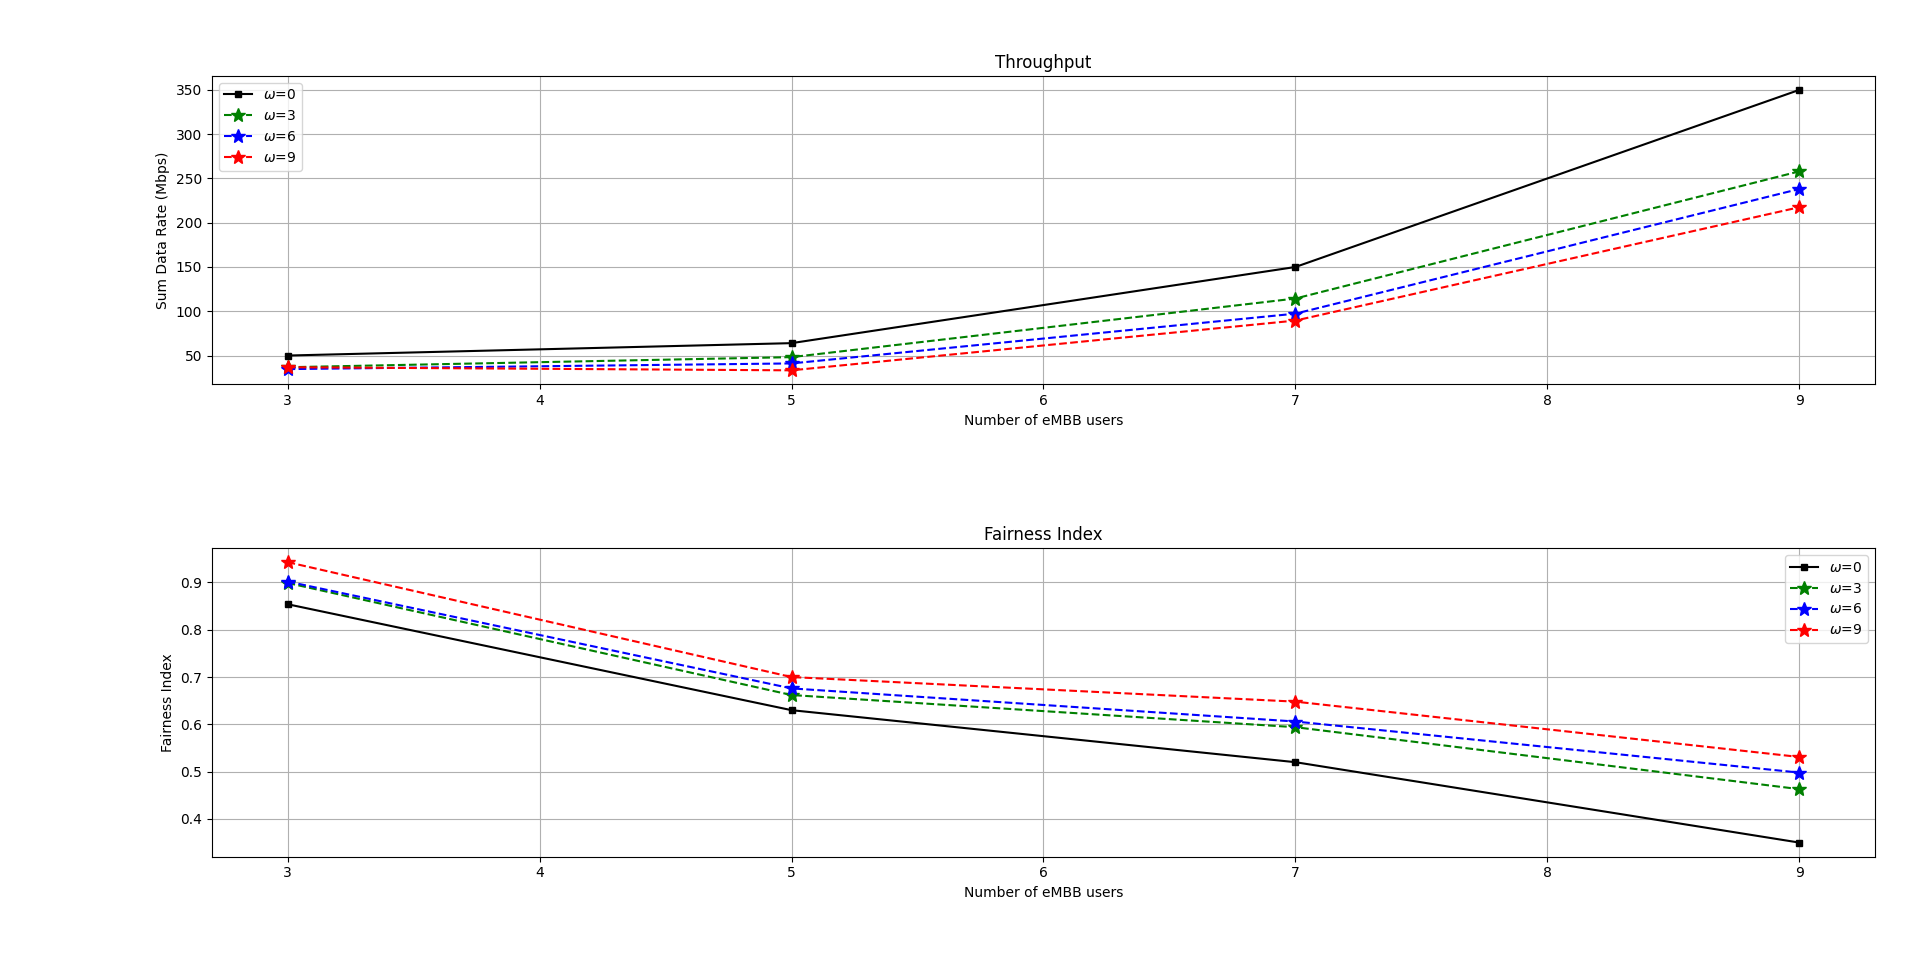 Throughput
Sum Data Rate (Mbps)
350
300
250
200
150
100
50
ω=0
ω=3
ω=6
ω=9
3 4 5 6 7 8 9
Number of eMBB users
Fairness Index
Fairness Index
0.9
0.8
0.7
0.6
0.5
0.4
ω=0
ω=3
ω=6
ω=9
3 4 5 6 7 8 9
Number of eMBB users